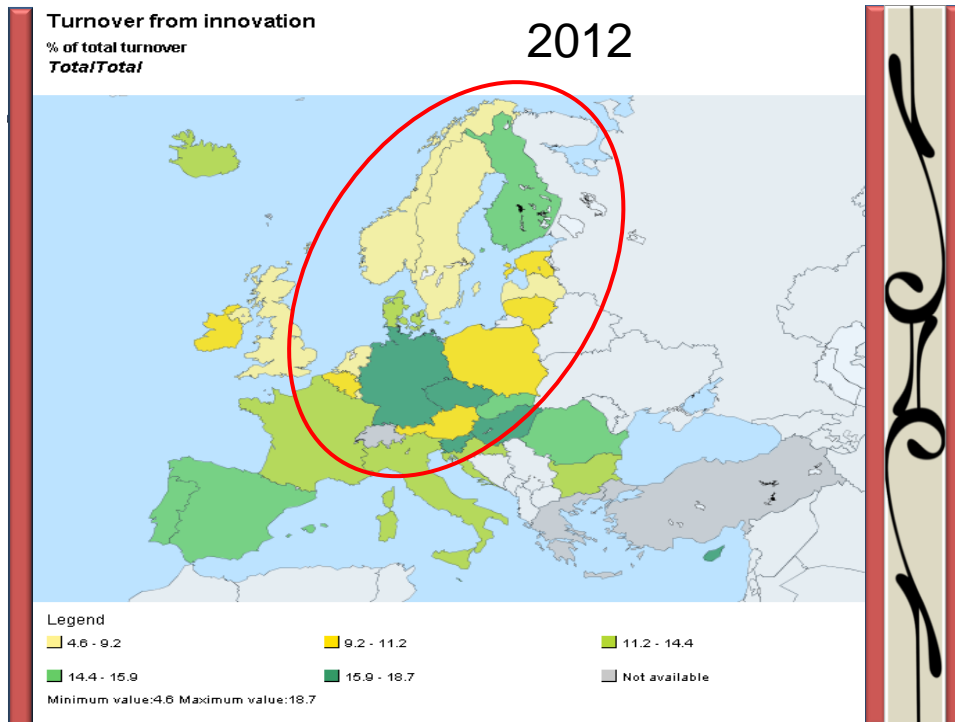 Turnover from innovation
% of total turnover
TotalTotal
2012
Legend
4.6 - 9.2
9.2 - 11.2
11.2 - 14.4
14.4 - 15.9
15.9 - 18.7
Not available
Minimum value:4.6 Maximum value:18.7